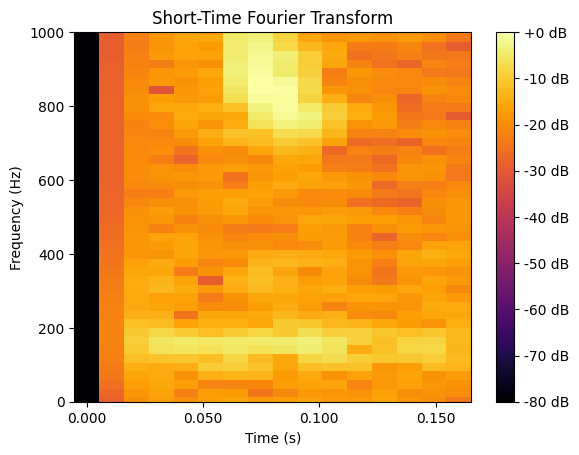 Short-Time Fourier Transform
1000
800
600
400
200
0
Frequency (Hz)
0.000
0.050
0.100
0.150
Time (s)
+0 dB
-10 dB
-20 dB
-30 dB
-40 dB
-50 dB
-60 dB
-70 dB
-80 dB